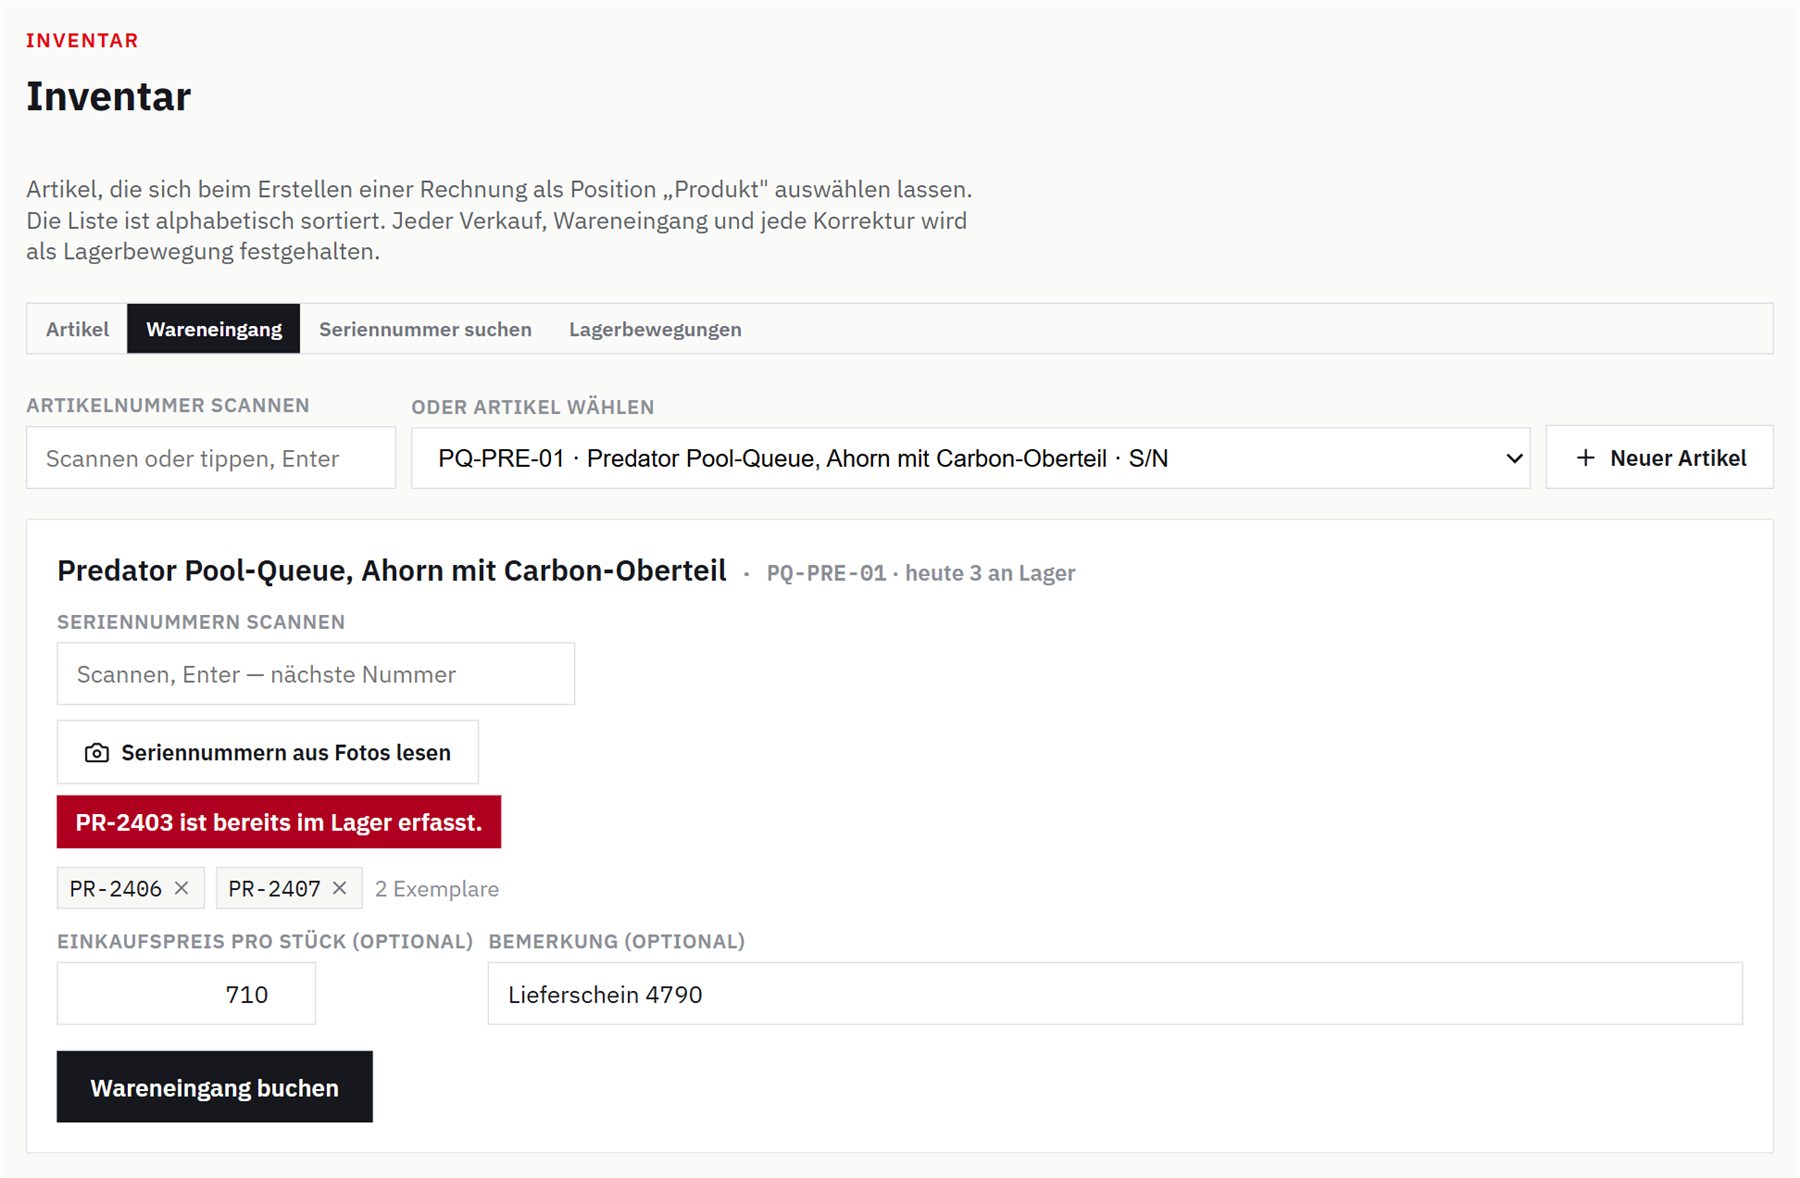 INVENTAR
Inventar
Artikel, die sich beim Erstellen einer Rechnung als Position „Produkt" auswählen lassen.
Die Liste ist alphabetisch sortiert. Jeder Verkauf, Wareneingang und jede Korrektur wird
als Lagerbewegung festgehalten.
Artikel Wareneingang Seriennummer suchen Lagerbewegungen
ARTIKELNUMMER SCANNEN ODER ARTIKEL WÄHLEN
Scannen oder tippen, Enter PQ-PRE-01 · Predator Pool-Queue, Ahorn mit Carbon-Oberteil · S/N + Neuer Artikel
Predator Pool-Queue, Ahorn mit Carbon-Oberteil · PQ-PRE-01 · heute 3 an Lager
SERIENNUMMERN SCANNEN
Scannen, Enter — nächste Nummer
Seriennummern aus Fotos lesen
PR-2403 ist bereits im Lager erfasst.
PR-2406 × PR-2407 × 2 Exemplare
EINKAUFSPREIS PRO STÜCK (OPTIONAL) BEMERKUNG (OPTIONAL)
710 Lieferschein 4790
Wareneingang buchen